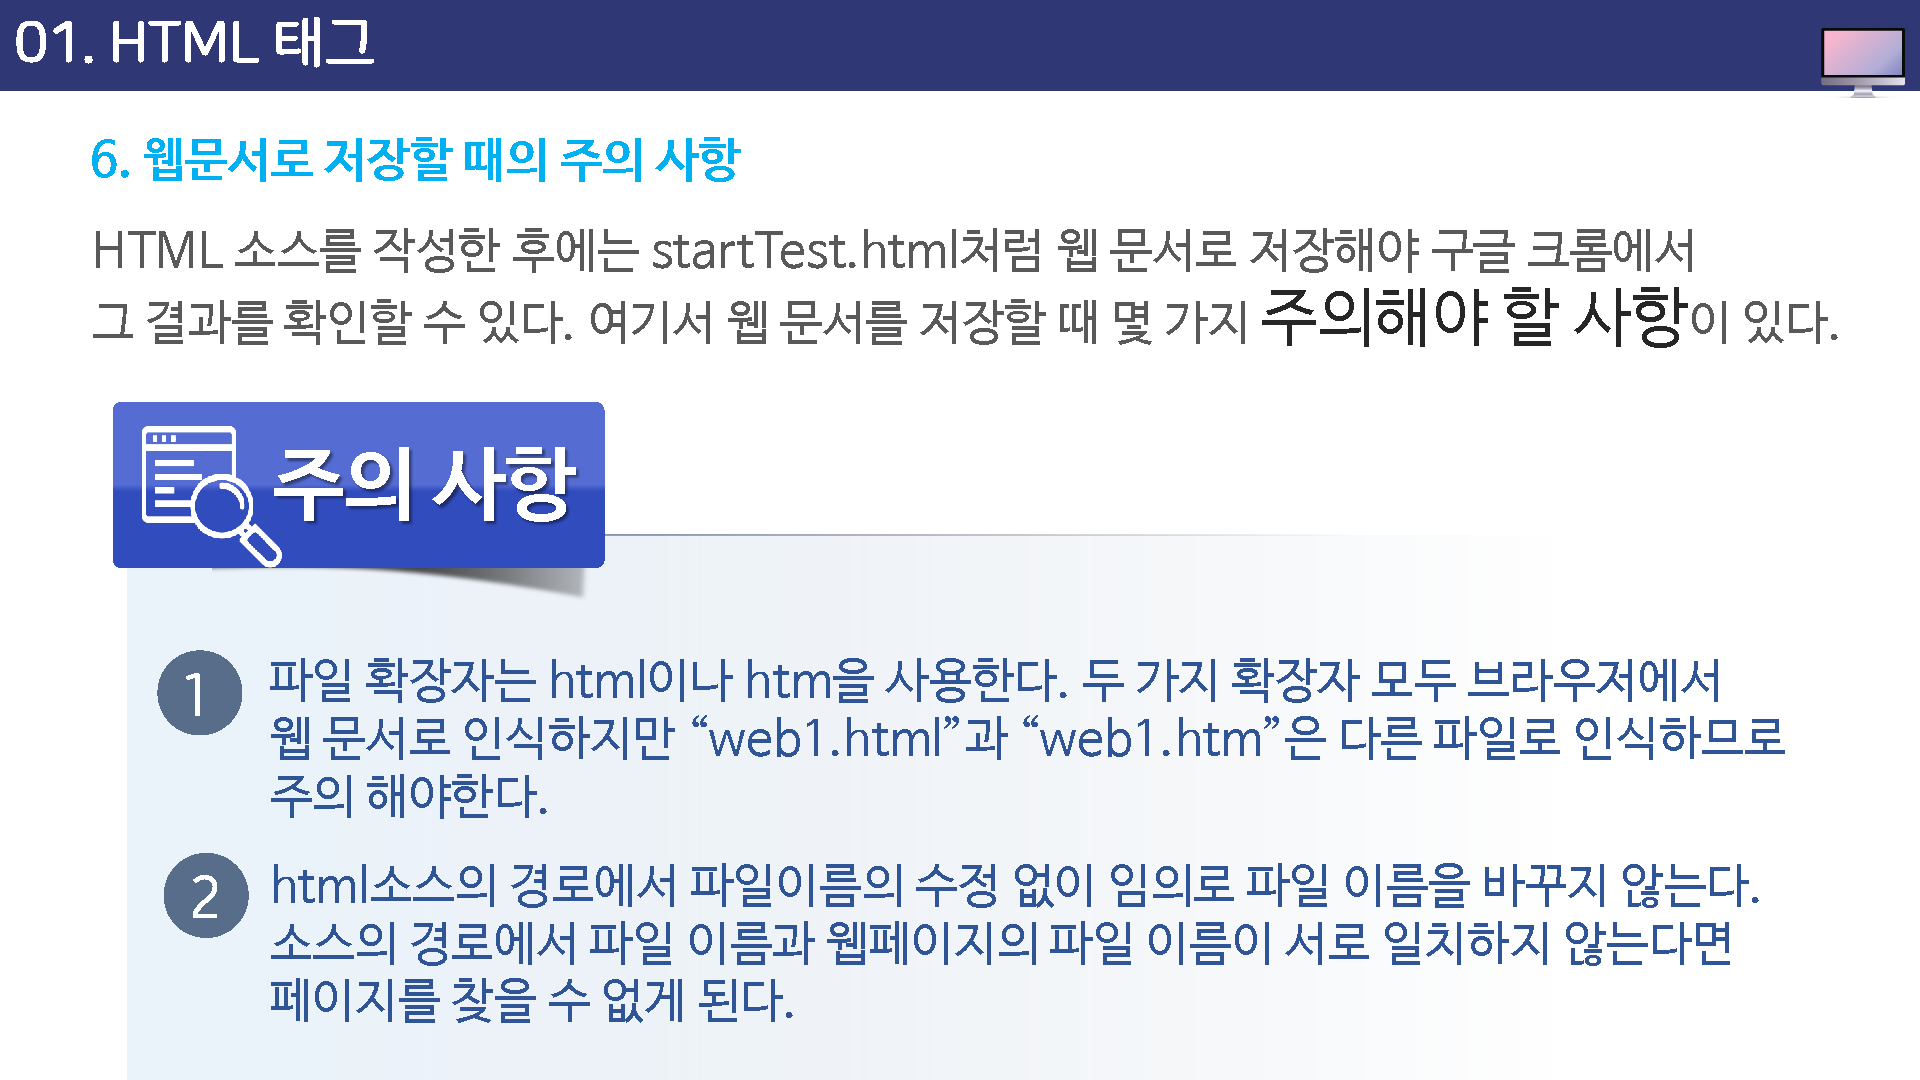 01. HTML 태그
6. 웹문서로 저장할 때의 주의 사항
HTML 소스를 작성한 후에는 startTest.html처럼 웹 문서로 저장해야 구글 크롬에서
그 결과를 확인할 수 있다. 여기서 웹 문서를 저장할 때 몇 가지 주의해야 할 사항이 있다.
주의 사항
1 파일 확장자는 html이나 htm을 사용한다. 두 가지 확장자 모두 브라우저에서
웹 문서로 인식하지만 “web1.html”과 “web1.htm”은 다른 파일로 인식하므로
주의 해야한다.
2 html소스의 경로에서 파일이름의 수정 없이 임의로 파일 이름을 바꾸지 않는다.
소스의 경로에서 파일 이름과 웹페이지의 파일 이름이 서로 일치하지 않는다면
페이지를 찾을 수 없게 된다.